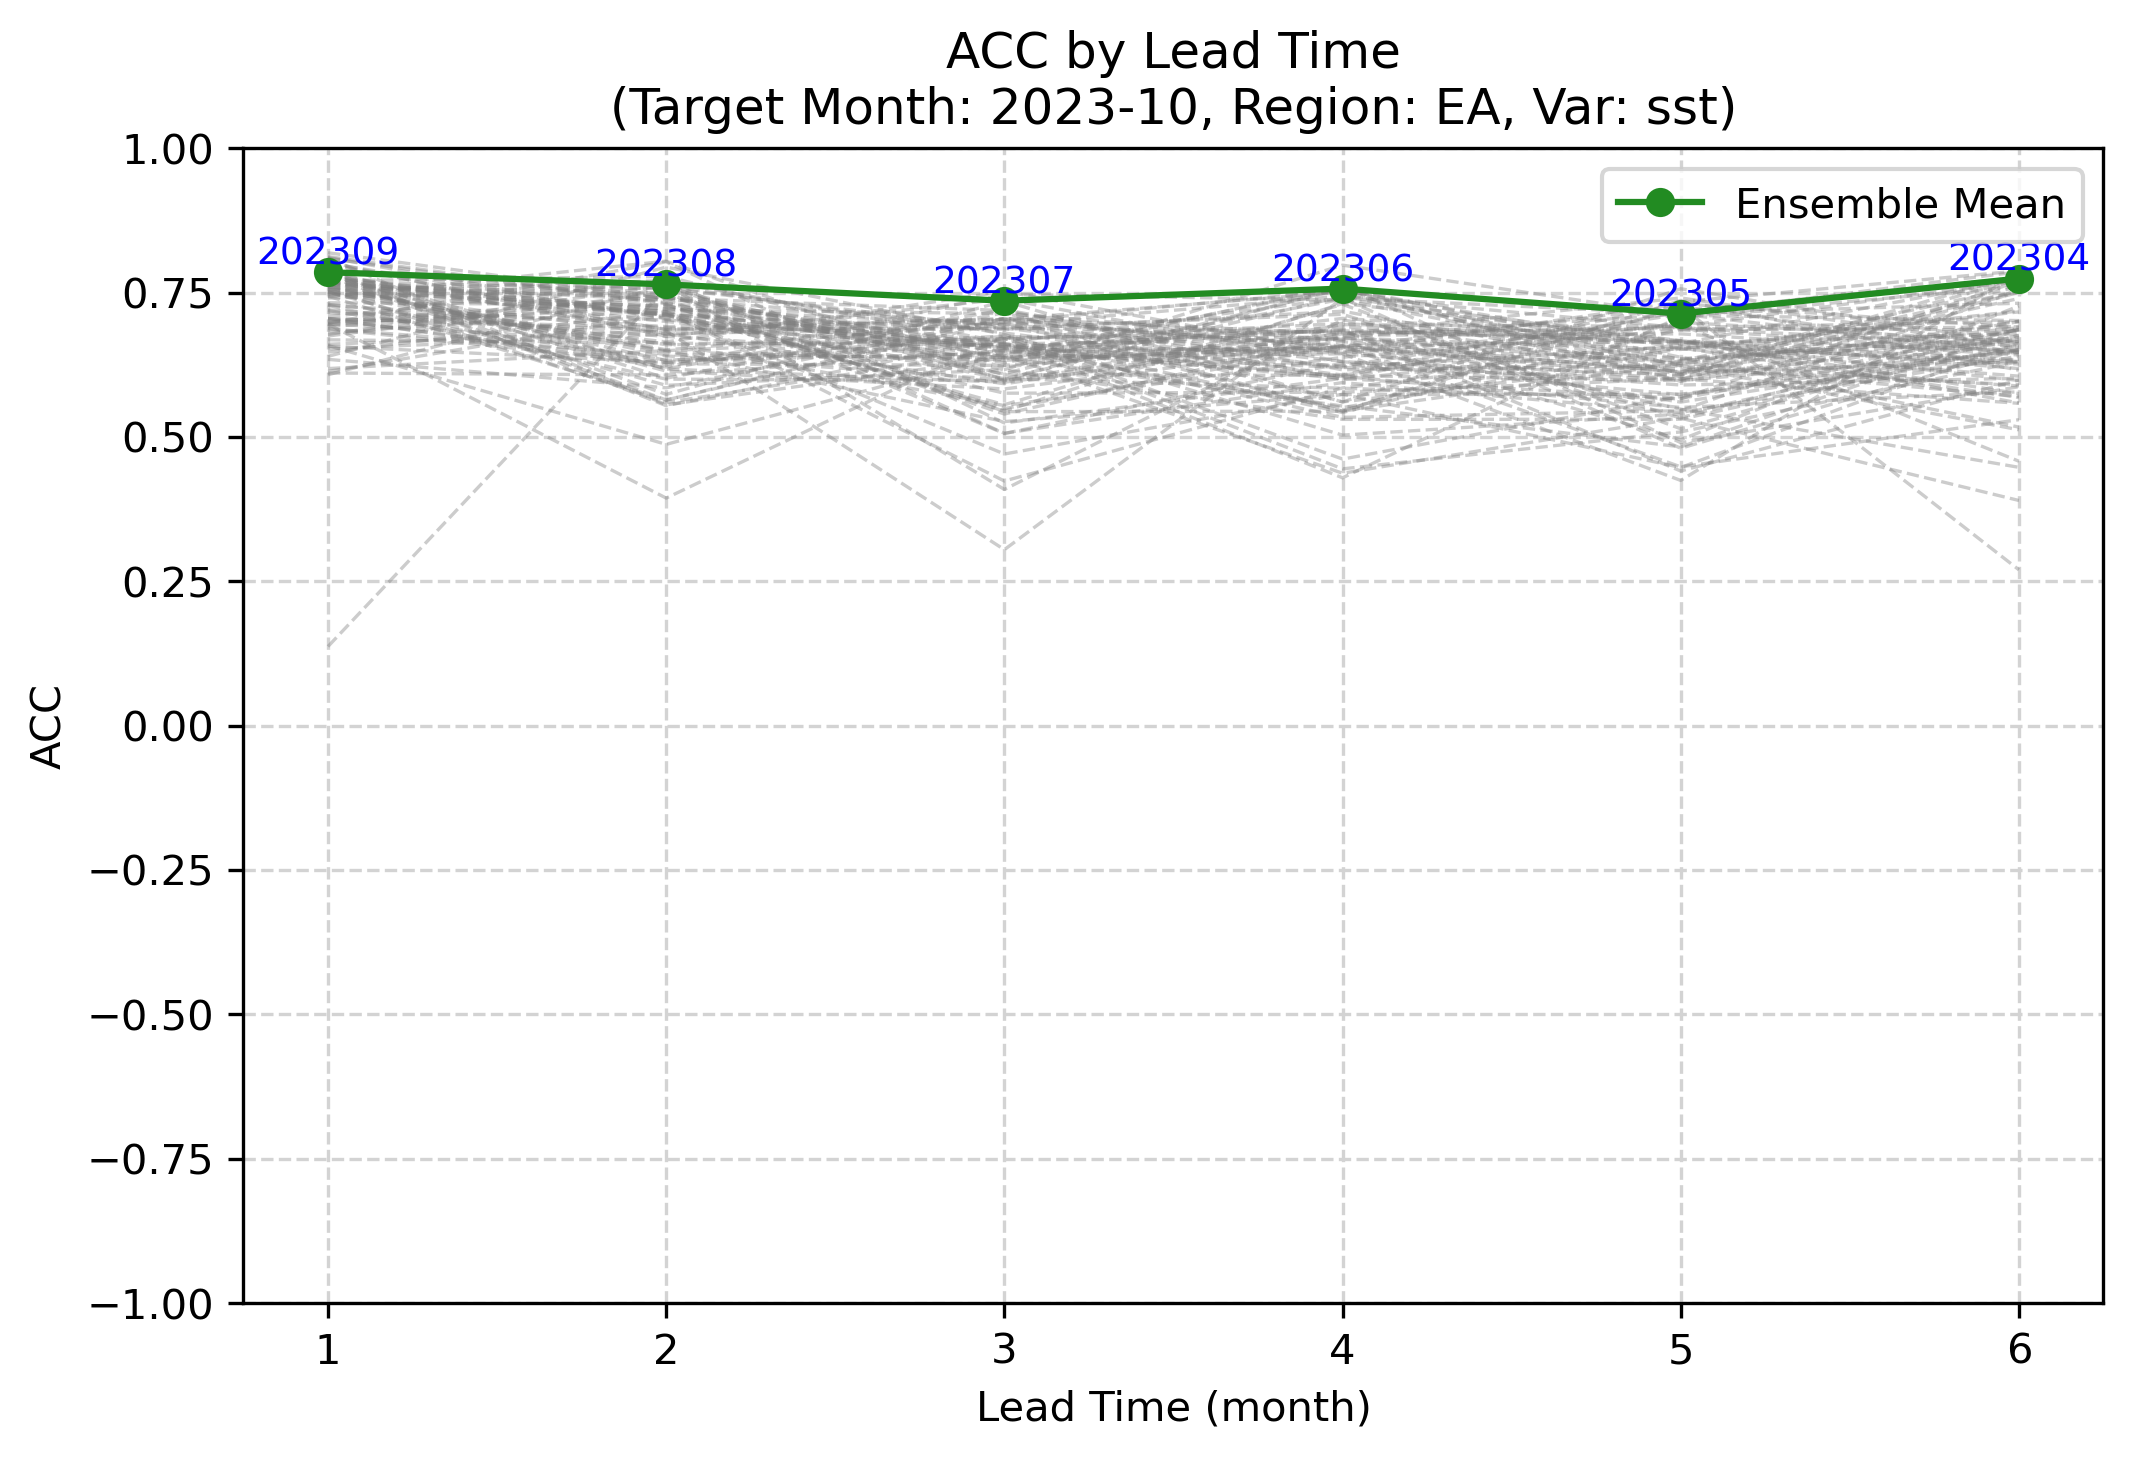 ACC by Lead Time
(Target Month: 2023-10, Region: EA, Var: sst)
1.00
0.75
0.50
0.25
0.00
−0.25
−0.50
−0.75
−1.00
ACC
Ensemble Mean
202309
202308
202307
202306
202305
202304
1 2 3 4 5 6
Lead Time (month)